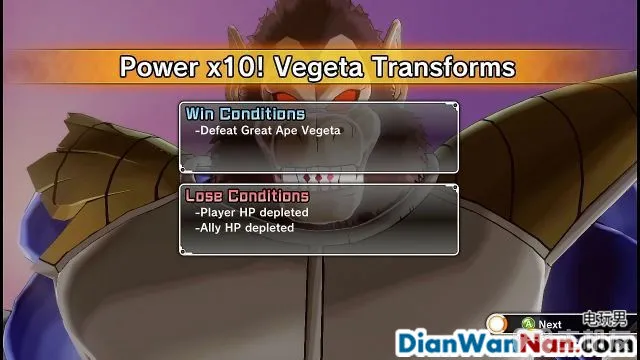 Power x10! Vegeta Transforms
Win Conditions
-Defeat Great Ape Vegeta
Lose Conditions
-Player HP depleted
-Ally HP depleted
A Next
电玩男
DianWanNan.com